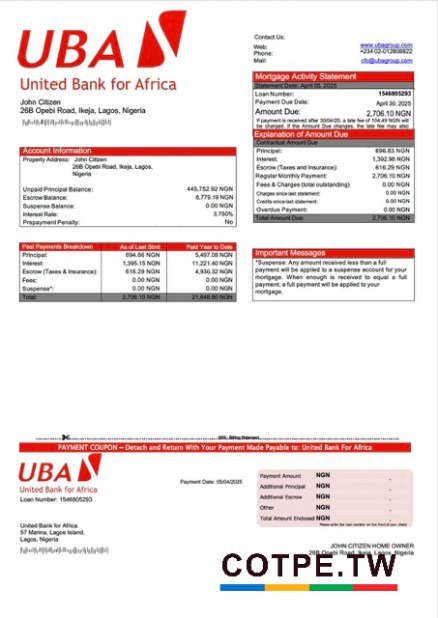 UBA
United Bank for Africa
Contact Us:
Web: www.ubagroup.com
Phone: +234 02-012808822
Mail: cfc@ubagroup.com
John Citizen
26B Opebi Road, Ikeja, Lagos, Nigeria
Mortgage Activity Statement
Statement Date: April 05, 2025
Loan Number: 1546805293
Payment Due Date: April 30, 2025
Amount Due: 2,706.10 NGN
If payment is received after 30/04/25, a late fee of 104.49 NGN will
be charged. If the Amount Due changes, the late fee may also
Explanation of Amount Due
Contractual Amount Due
Principal: 696.83 NGN
Interest: 1,392.98 NGN
Escrow (Taxes and Insurance): 616.29 NGN
Regular Monthly Payment: 2,706.10 NGN
Fees & Charges (total outstanding) 0.00 NGN
Charges since last statement: 0.00 NGN
Credits since last statement: 0.00 NGN
Overdue Payment: 0.00 NGN
Total Amount Due: 2,706.10 NGN
Account Information
Property Address: John Citizen
26B Opebi Road, Ikeja, Lagos,
Nigeria
Unpaid Principal Balance: 445,752.92 NGN
Escrow Balance: 6,779.19 NGN
Suspense Balance: 0.00 NGN
Interest Rate: 3.750%
Prepayment Penalty: No
Past Payments Breakdown As of Last Stmt. Paid Year to Date
Principal: 694.66 NGN 5,497.08 NGN
Interest: 1,395.15 NGN 11,221.40 NGN
Escrow (Taxes & Insurance): 616.29 NGN 4,930.32 NGN
Fees: 0.00 NGN 0.00 NGN
Suspense*: 0.00 NGN 0.00 NGN
Total: 2,706.10 NGN 21,648.80 NGN
Important Messages
*Suspense: Any amount received less than a full
payment will be applied to a suspense account for your
mortgage. When enough is received to equal a full
payment, a full payment will be applied to your
mortgage.
PAYMENT COUPON – Detach and Return With Your Payment Made Payable to: United Bank For Africa
UBA
United Bank for Africa
Loan Number: 1546805293
Payment Date: 05/04/2025
Payment Amount NGN
Additional Principal NGN
Additional Escrow NGN
Other NGN
Total Amount Enclosed NGN
Please write the loan number on the front of your check.
United Bank for Africa
57 Marina, Lagos Island,
Lagos, Nigeria
JOHN CITIZEN HOME OWNER
26B Opebi Road, Ikeja, Lagos, Nigeria
COTPE.TW